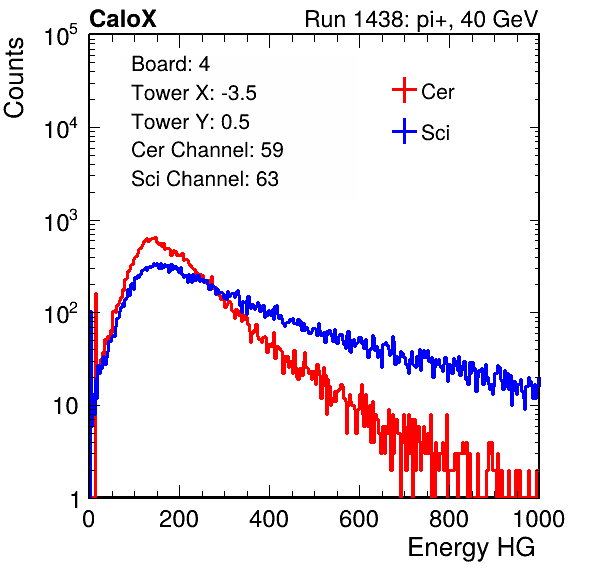 CaloX Run 1438: pi+, 40 GeV
Counts
Board: 4
Tower X: -3.5
Tower Y: 0.5
Cer Channel: 59
Sci Channel: 63
Cer
Sci
10^5
10^4
10^3
10^2
10
1
0 200 400 600 800 1000
Energy HG